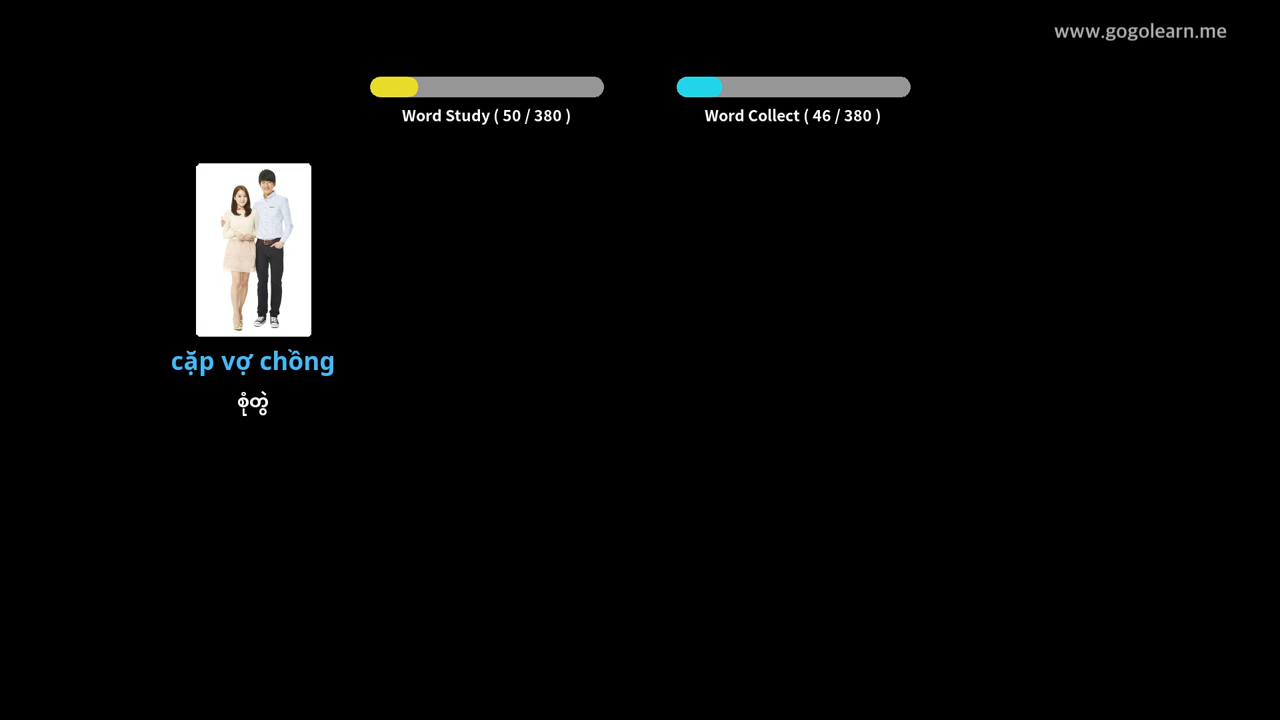 www.gogolearn.me
Word Study ( 50 / 380 )
Word Collect ( 46 / 380 )
cặp vợ chồng
စုံတွဲ